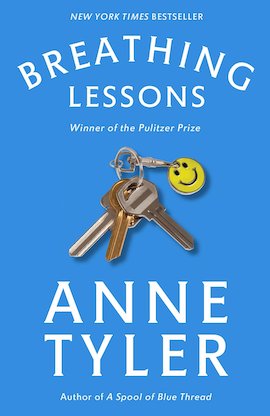 NEW YORK TIMES BESTSELLER
BREATHING
LESSONS
Winner of the Pulitzer Prize
ANNE
TYLER
Author of A Spool of Blue Thread